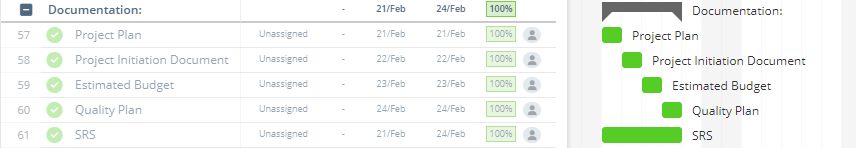 Documentation: - 21/Feb 24/Feb 100% Documentation:
57 Project Plan Unassigned - 21/Feb 21/Feb 100% Project Plan
58 Project Initiation Document Unassigned - 22/Feb 22/Feb 100% Project Initiation Document
59 Estimated Budget Unassigned - 23/Feb 23/Feb 100% Estimated Budget
60 Quality Plan Unassigned - 24/Feb 24/Feb 100% Quality Plan
61 SRS Unassigned - 21/Feb 24/Feb 100% SRS